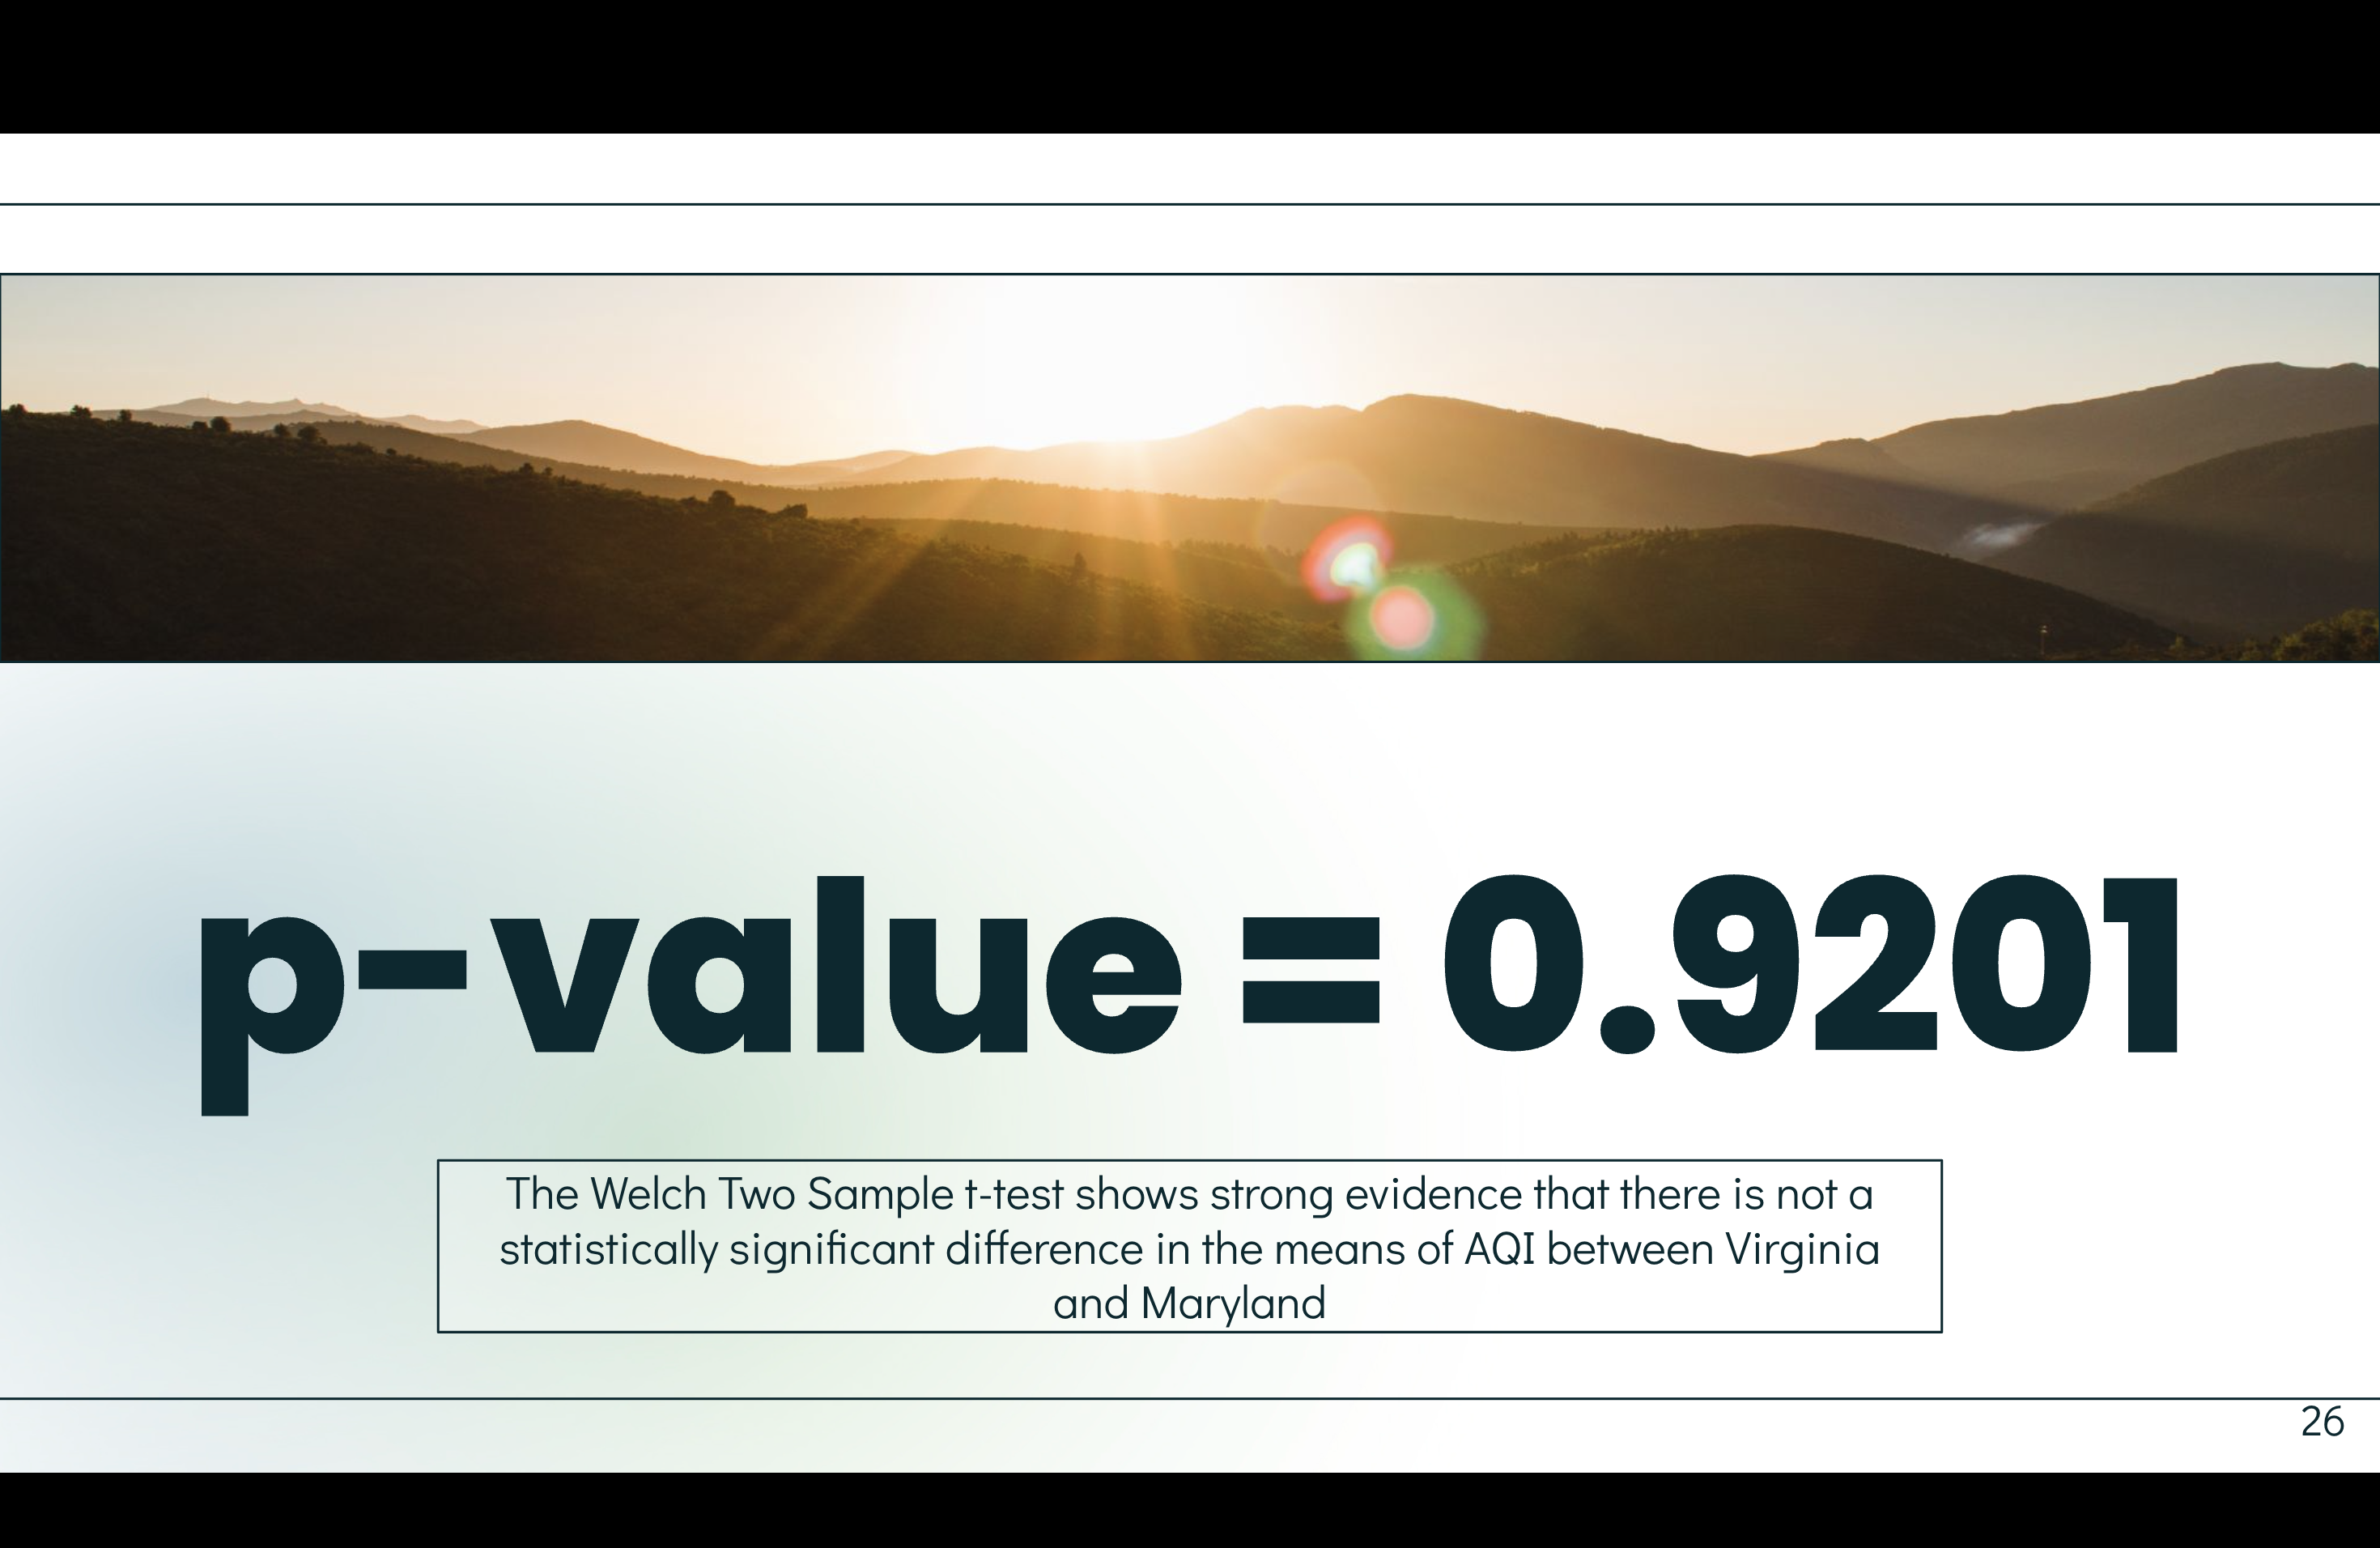 p-value = 0.9201
The Welch Two Sample t-test shows strong evidence that there is not a
statistically significant difference in the means of AQI between Virginia
and Maryland
26